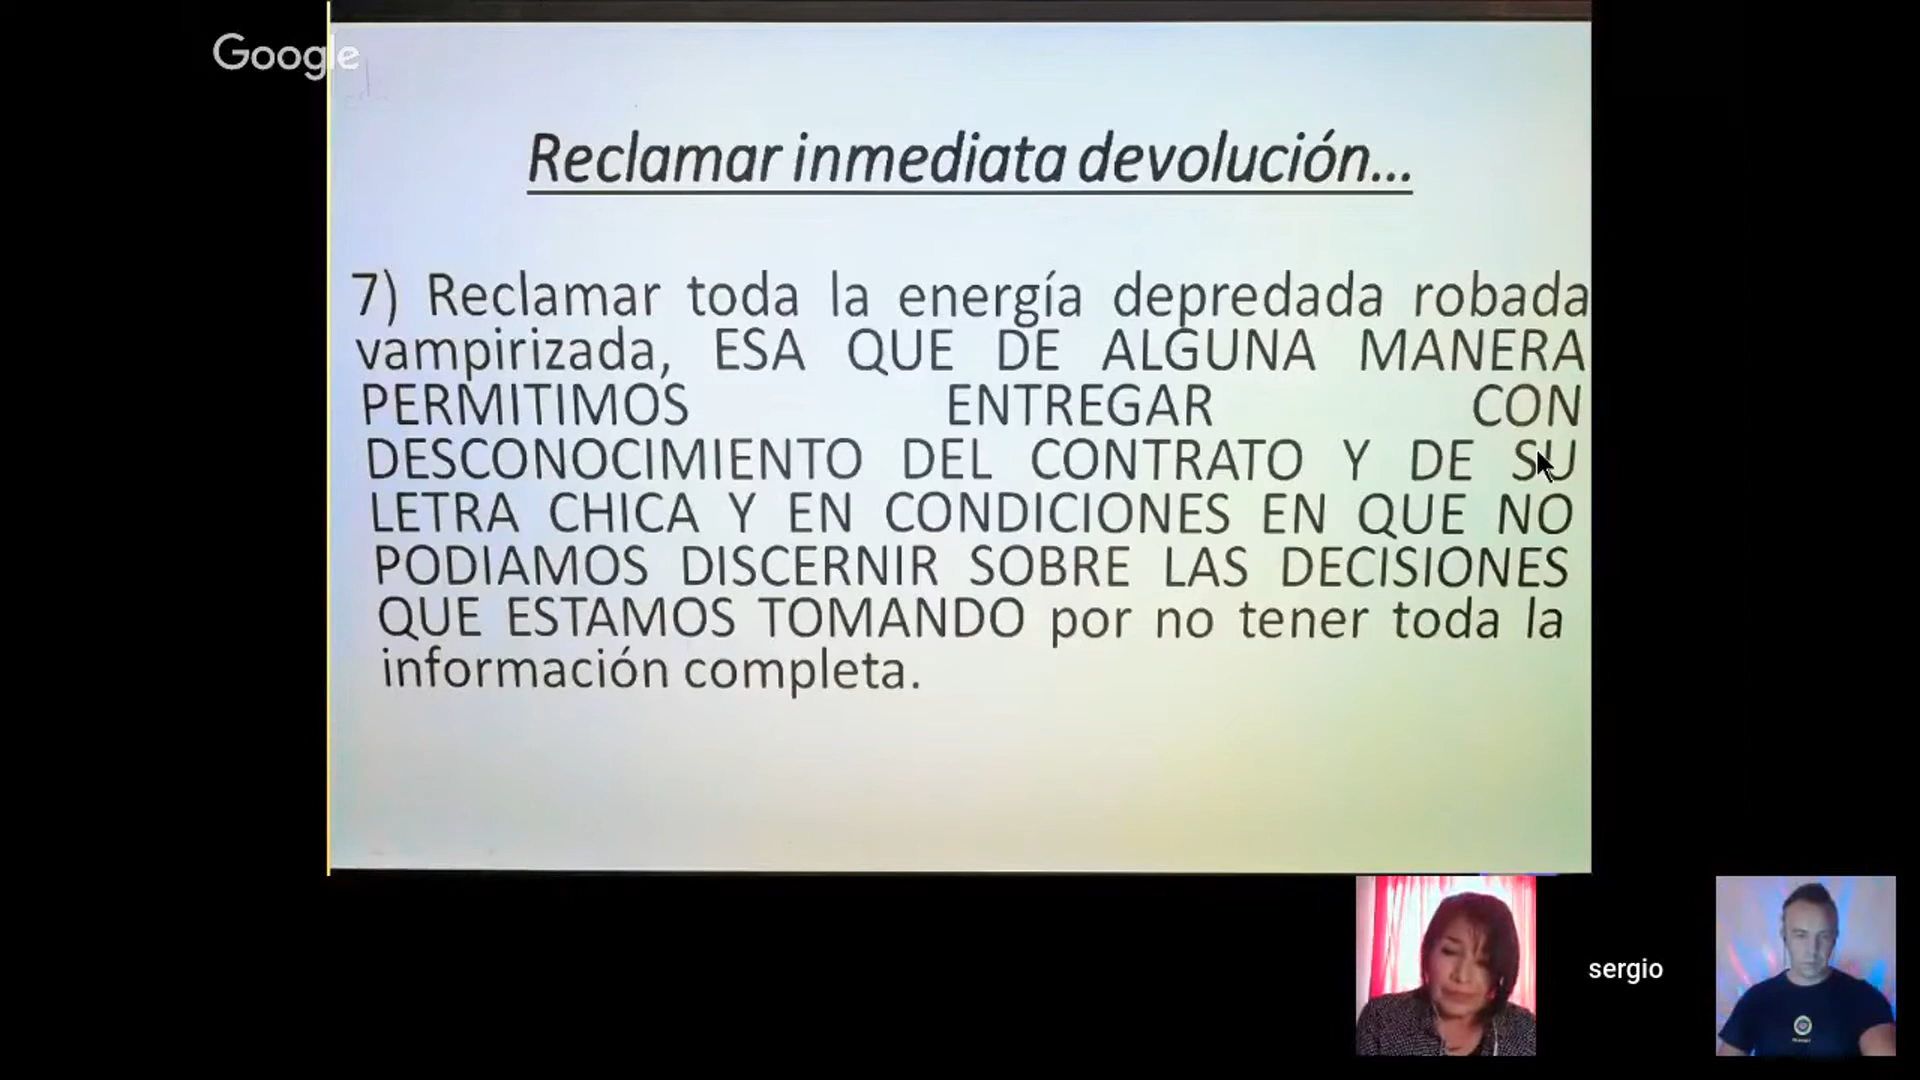 Google
Reclamar inmediata devolución...
7) Reclamar toda la energía depredada robada
vampirizada, ESA QUE DE ALGUNA MANERA
PERMITIMOS ENTREGAR CON
DESCONOCIMIENTO DEL CONTRATO Y DE SU
LETRA CHICA Y EN CONDICIONES EN QUE NO
PODIAMOS DISCERNIR SOBRE LAS DECISIONES
QUE ESTAMOS TOMANDO por no tener toda la
información completa.
sergio